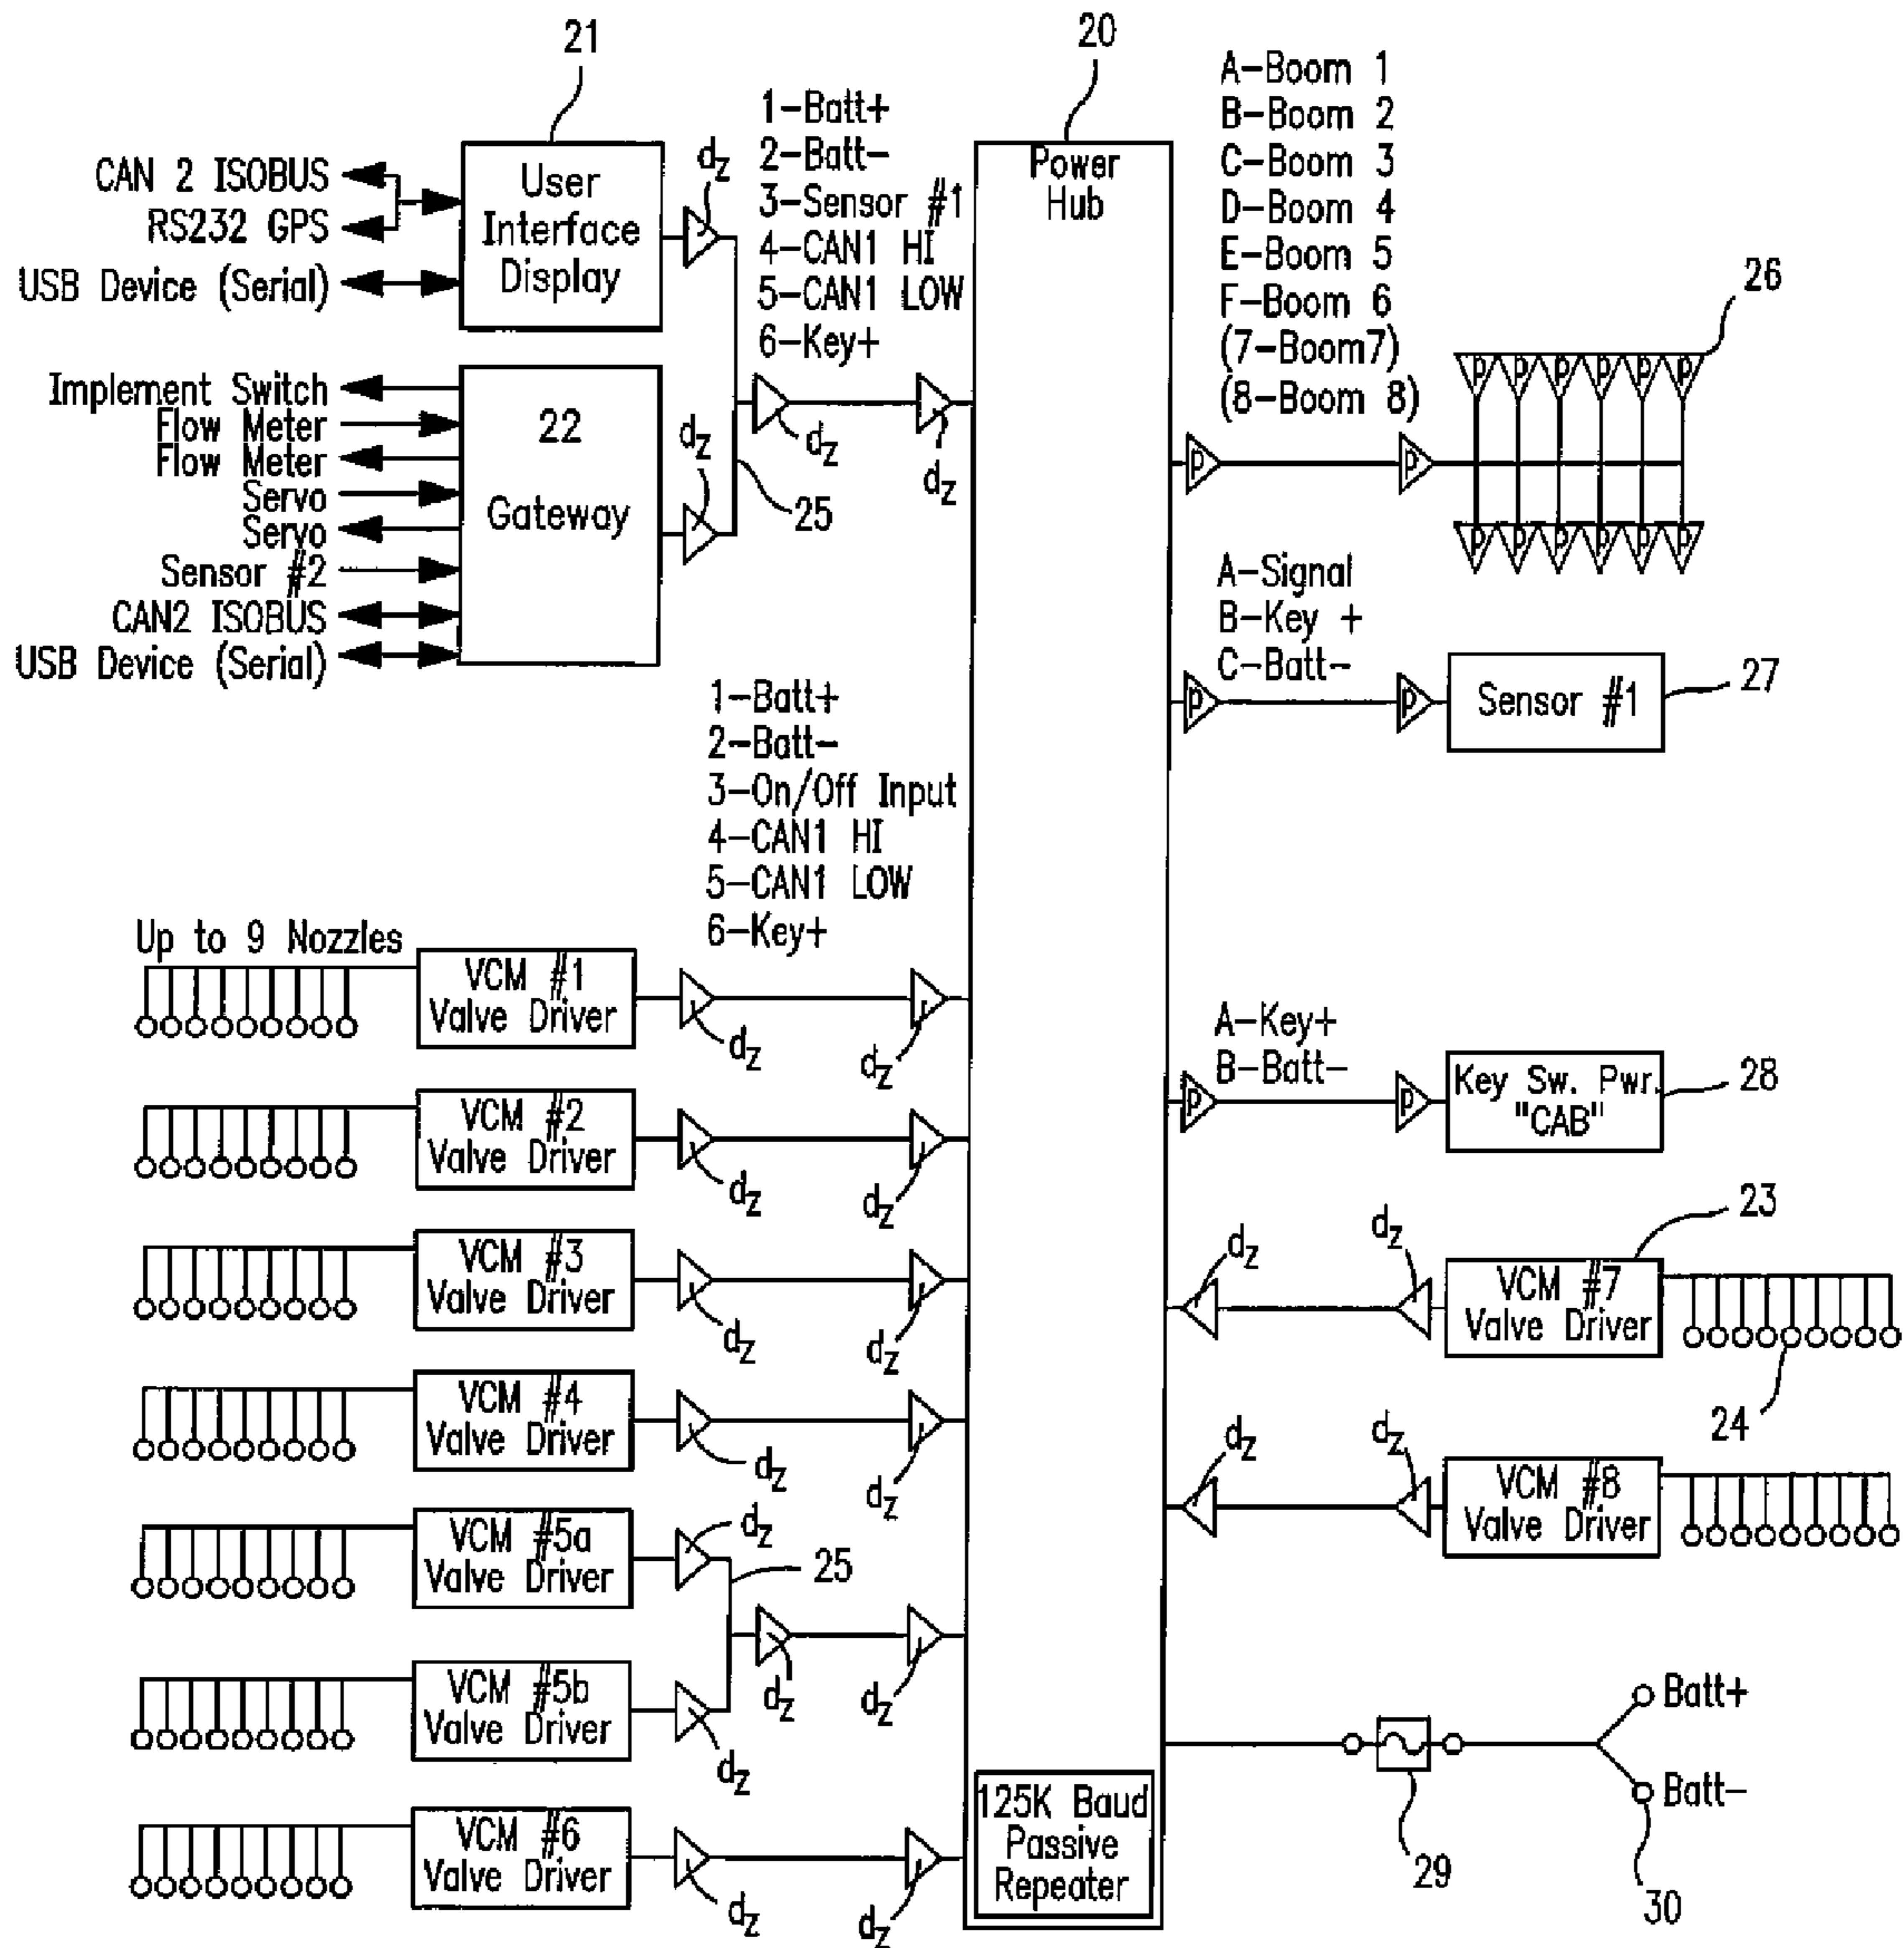 21
20
A-Boom 1
B-Boom 2
C-Boom 3
D-Boom 4
E-Boom 5
F-Boom 6
(7-Boom7)
(8-Boom 8)
1-Batt+
2-Batt-
3-Sensor #1
4-CAN1 HI
5-CAN1 LOW
6-Key+
CAN 2 ISOBUS
RS232 GPS
USB Device (Serial)
User
Interface
Display
dz
Power
Hub
26
Implement Switch
Flow Meter
Flow Meter
Servo
Servo
Sensor #2
CAN2 ISOBUS
USB Device (Serial)
22
Gateway
dz
dz
dz
25
p
p
p p p p p p
p p p p p p
A-Signal
B-Key +
C-Batt-
p
p
Sensor #1
27
1-Batt+
2-Batt-
3-On/Off Input
4-CAN1 HI
5-CAN1 LOW
6-Key+
Up to 9 Nozzles
VCM #1
Valve Driver
dz
dz
A-Key+
B-Batt-
p
p
Key Sw. Pwr.
"CAB"
28
VCM #2
Valve Driver
dz
dz
23
VCM #3
Valve Driver
dz
dz
dz
dz
VCM #7
Valve Driver
24
VCM #4
Valve Driver
dz
dz
dz
dz
VCM #8
Valve Driver
VCM #5a
Valve Driver
dz
25
VCM #5b
Valve Driver
dz
dz
dz
Batt+
Batt-
29
30
125K Baud
Passive
Repeater
VCM #6
Valve Driver
dz
dz